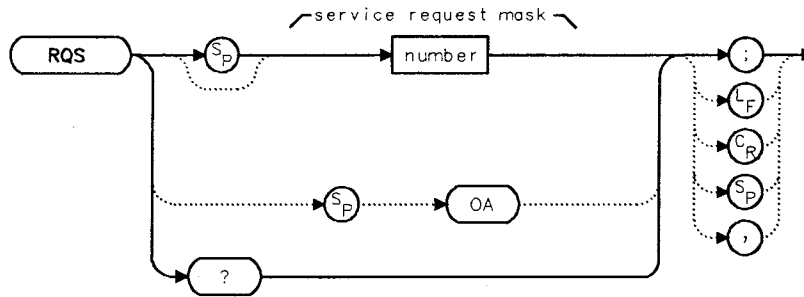 service request mask
RQS
SP
number
;
LF
CR
SP
OA
SP
,
?